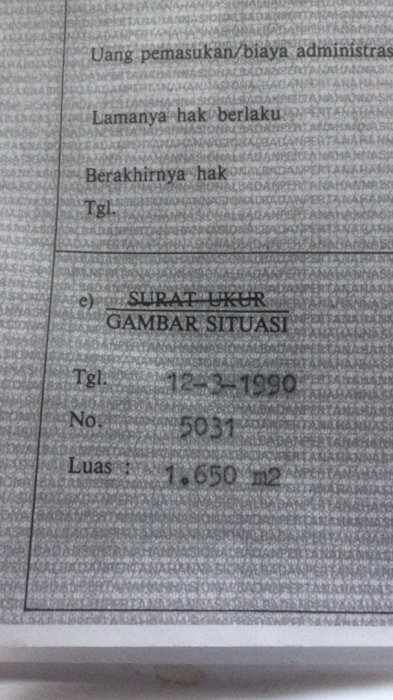 Uang pemasukan/biaya administras
Lamanya hak berlaku
Berakhirnya hak
Tgl.
e) SURAT UKUR
GAMBAR SITUASI
Tgl. 12-3-1990
No. 5031
Luas : 1.650 m2